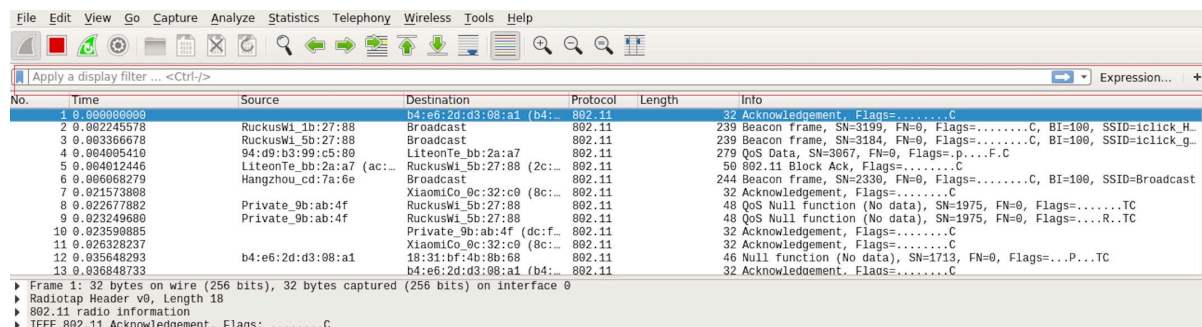 File Edit View Go Capture Analyze Statistics Telephony Wireless Tools Help
Apply a display filter ... <Ctrl-/> Expression... +
No. Time Source Destination Protocol Length Info
1 0.000000000 b4:e6:2d:d3:08:a1 (b4:… 802.11 32 Acknowledgement, Flags=........C
2 0.002245578 RuckusWi_1b:27:88 Broadcast 802.11 239 Beacon frame, SN=3199, FN=0, Flags=........C, BI=100, SSID=iclick_H…
3 0.003366678 RuckusWi_5b:27:88 Broadcast 802.11 239 Beacon frame, SN=3184, FN=0, Flags=........C, BI=100, SSID=iclick_g…
4 0.004005410 94:d9:b3:99:c5:80 LiteonTe_bb:2a:a7 802.11 279 QoS Data, SN=3067, FN=0, Flags=.p....F.C
5 0.004012446 LiteonTe_bb:2a:a7 (ac:… RuckusWi_5b:27:88 (2c:… 802.11 50 802.11 Block Ack, Flags=........C
6 0.006068279 Hangzhou_cd:7a:6e Broadcast 802.11 244 Beacon frame, SN=2330, FN=0, Flags=........C, BI=100, SSID=Broadcast
7 0.021573808 XiaomiCo_0c:32:c0 (8c:… 802.11 32 Acknowledgement, Flags=........C
8 0.022677882 Private_9b:ab:4f RuckusWi_5b:27:88 802.11 48 QoS Null function (No data), SN=1975, FN=0, Flags=.......TC
9 0.023249680 Private_9b:ab:4f RuckusWi_5b:27:88 802.11 48 QoS Null function (No data), SN=1975, FN=0, Flags=....R..TC
10 0.023590885 Private_9b:ab:4f (dc:f… 802.11 32 Acknowledgement, Flags=........C
11 0.026328237 XiaomiCo_0c:32:c0 (8c:… 802.11 32 Acknowledgement, Flags=........C
12 0.035648293 b4:e6:2d:d3:08:a1 18:31:bf:4b:8b:68 802.11 46 Null function (No data), SN=1713, FN=0, Flags=...P...TC
13 0.036848733 b4:e6:2d:d3:08:a1 (b4:… 802.11 32 Acknowledgement, Flags=........C
Frame 1: 32 bytes on wire (256 bits), 32 bytes captured (256 bits) on interface 0
Radiotap Header v0, Length 18
802.11 radio information
IEEE 802.11 Acknowledgement, Flags: ........C